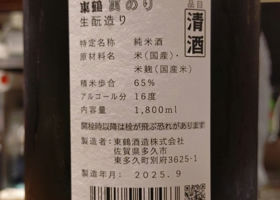 東鶴 實のり
生酛造り
品目
清酒
特定名称 純米酒
原材料名 米(国産)・
米麹(国産米)
精米歩合 65%
アルコール分 16度
内容量 1,800ml
開栓時以降は栓が飛ぶ恐れがあります
製造者:東鶴酒造株式会社
佐賀県多久市
東多久町別府3625-1
製造年月 2025.9